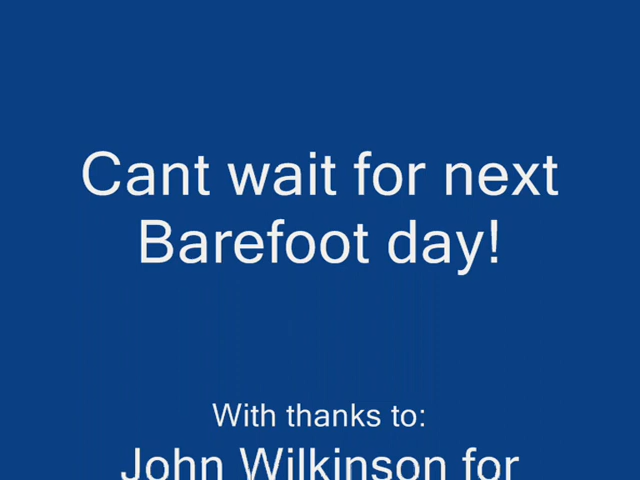 Cant wait for next
Barefoot day!
With thanks to:
John Wilkinson for